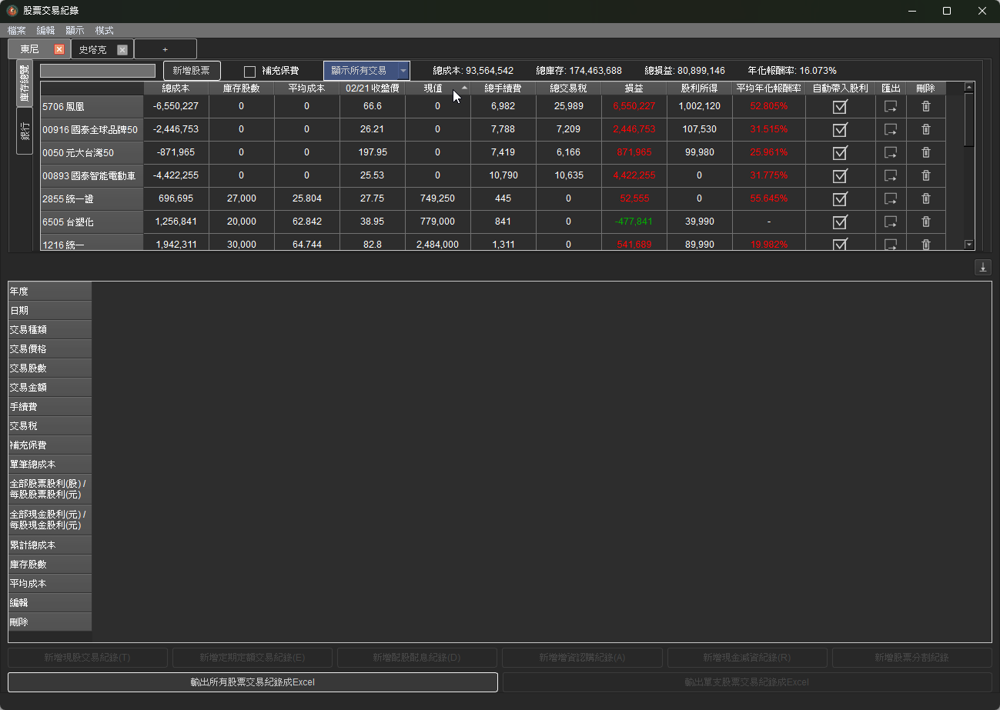 股票交易紀錄
檔案 編輯 顯示 模式
東尼 史塔克 +
庫存總覽
銀行
新增股票 補充保費 顯示所有交易 總成本: 93,564,542 總庫存: 174,463,688 總損益: 80,899,146 年化報酬率: 16.073%
總成本 庫存股數 平均成本 02/21 收盤價 現值 總手續費 總交易稅 損益 股利所得 平均年化報酬率 自動帶入股利 匯出 刪除
5706 鳳凰 -6,550,227 0 0 66.6 0 6,982 25,989 6,550,227 1,002,120 52.805%
00916 國泰全球品牌50 -2,446,753 0 0 26.21 0 7,788 7,209 2,446,753 107,530 31.515%
0050 元大台灣50 -871,965 0 0 197.95 0 7,419 6,166 871,965 99,980 25.961%
00893 國泰智能電動車 -4,422,255 0 0 25.53 0 10,790 10,635 4,422,255 0 31.775%
2855 統一證 696,695 27,000 25.804 27.75 749,250 445 0 52,555 0 55.645%
6505 台塑化 1,256,841 20,000 62.842 38.95 779,000 841 0 -477,841 39,990 -
1216 統一 1,942,311 30,000 64.744 82.8 2,484,000 1,311 0 541,689 89,990 19.982%
年度
日期
交易種類
交易價格
交易股數
交易金額
手續費
交易稅
補充保費
單筆總成本
全部股票股利(股) /
每股股票股利(元)
全部現金股利(元) /
每股現金股利(元)
累計總成本
庫存股數
平均成本
編輯
刪除
新增現股交易紀錄(T) 新增定期定額交易紀錄(E) 新增配股配息紀錄(D) 新增增資認購紀錄(A) 新增現金減資紀錄(R) 新增股票分割紀錄
輸出所有股票交易紀錄成Excel 輸出單支股票交易紀錄成Excel